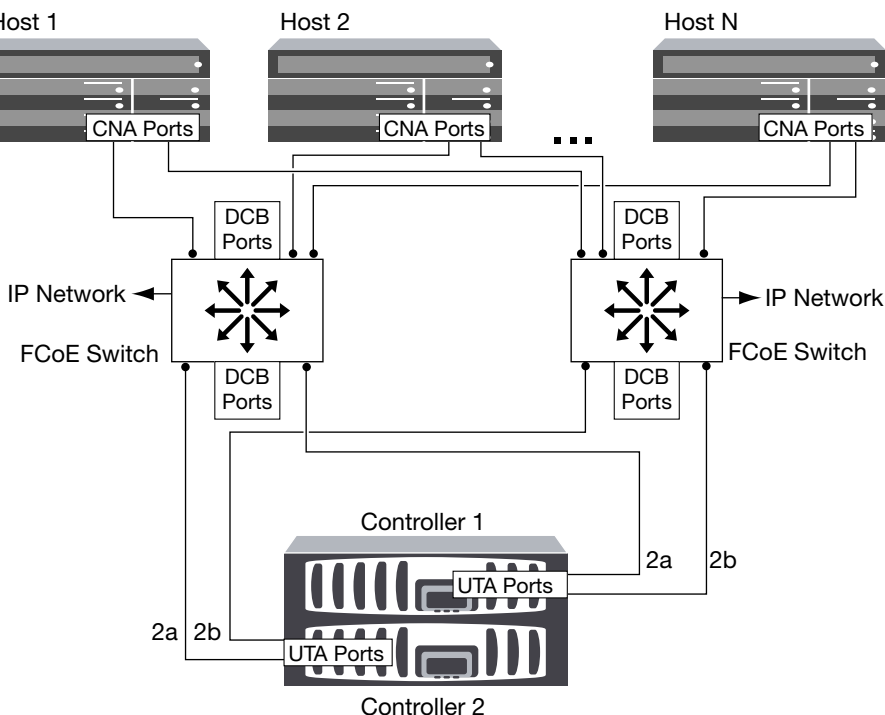 Host 1
Host 2
Host N
CNA Ports
CNA Ports
CNA Ports
...
DCB
Ports
DCB
Ports
IP Network
IP Network
FCoE Switch
FCoE Switch
DCB
Ports
DCB
Ports
Controller 1
2a
2b
UTA Ports
2a
2b
UTA Ports
Controller 2